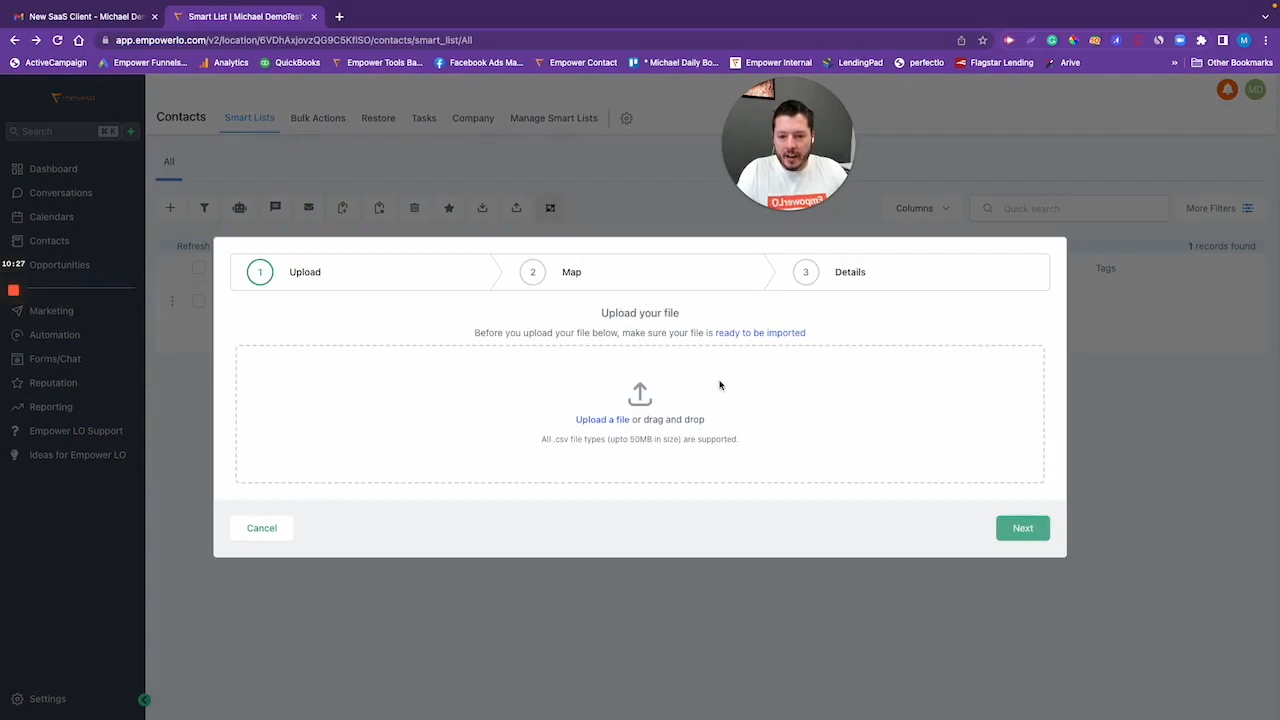 New SaaS Client - Michael De
Smart List | Michael DemoTest'
app.empowerlo.com/v2/location/6VDhAxjovzQG9C5KflSO/contacts/smart_list/All
M
ActiveCampaign
Empower Funnels...
Analytics
QuickBooks
Empower Tools Ba...
Facebook Ads Ma...
Empower Contact
* Michael Daily Bo...
Empower Internal
LendingPad
perfectio
Flagstar Lending
Arive
»
Other Bookmarks
EmpowerLO
MD
Contacts
Smart Lists
Bulk Actions
Restore
Tasks
Company
Manage Smart Lists
Search
⌘ K
All
Dashboard
Conversations
Calendars
Contacts
10:27
Opportunities
Marketing
Automation
Forms/Chat
Reputation
Reporting
Empower LO Support
Ideas for Empower LO
Settings
EmpowerLO
Columns
Quick search
More Filters
Refresh
1 records found
Tags
1 Upload
2 Map
3 Details
Upload your file
Before you upload your file below, make sure your file is ready to be imported
Upload a file or drag and drop
All .csv file types (upto 50MB in size) are supported.
Cancel
Next